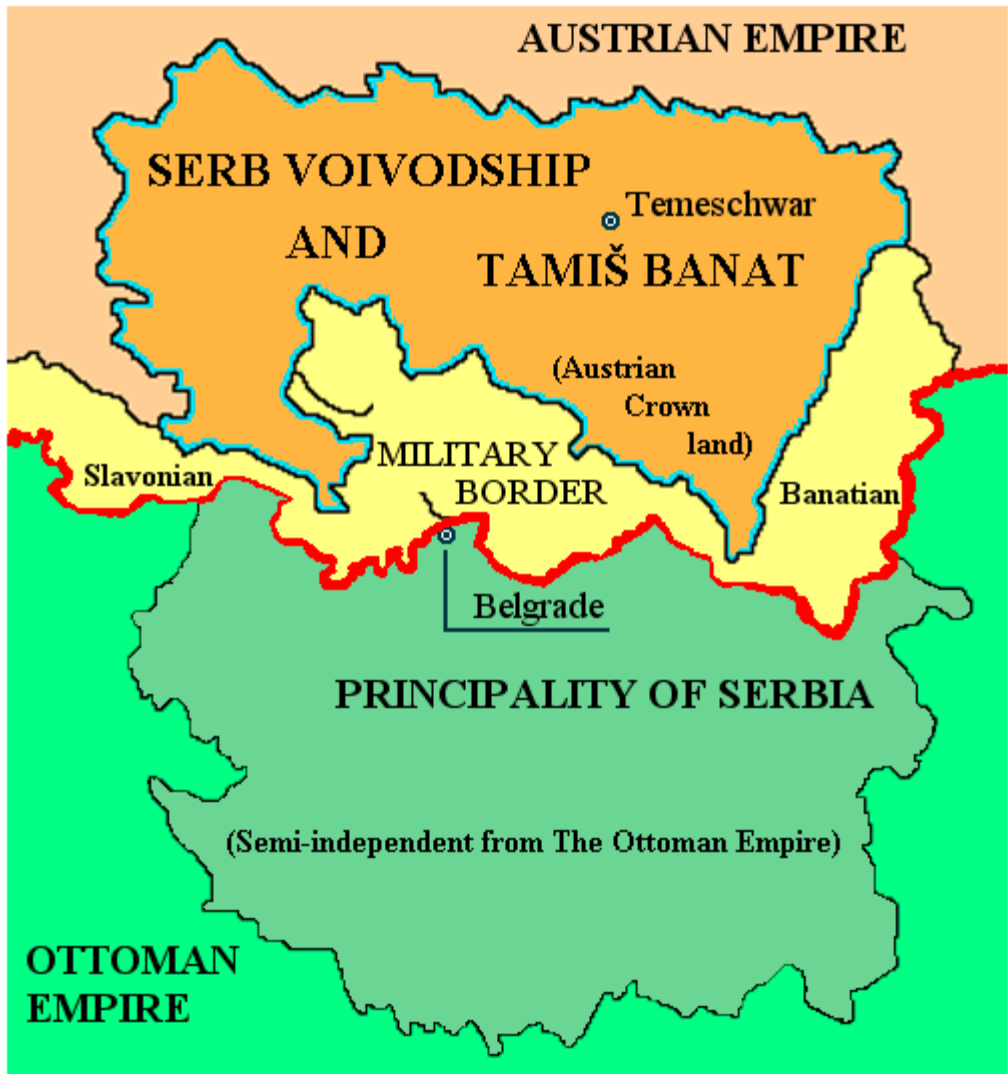 AUSTRIAN EMPIRE
SERB VOIVODSHIP
AND
Temeschwar
TAMIŠ BANAT
(Austrian
Crown
land)
Slavonian
MILITARY
BORDER
Banatian
Belgrade
PRINCIPALITY OF SERBIA
(Semi-independent from The Ottoman Empire)
OTTOMAN
EMPIRE